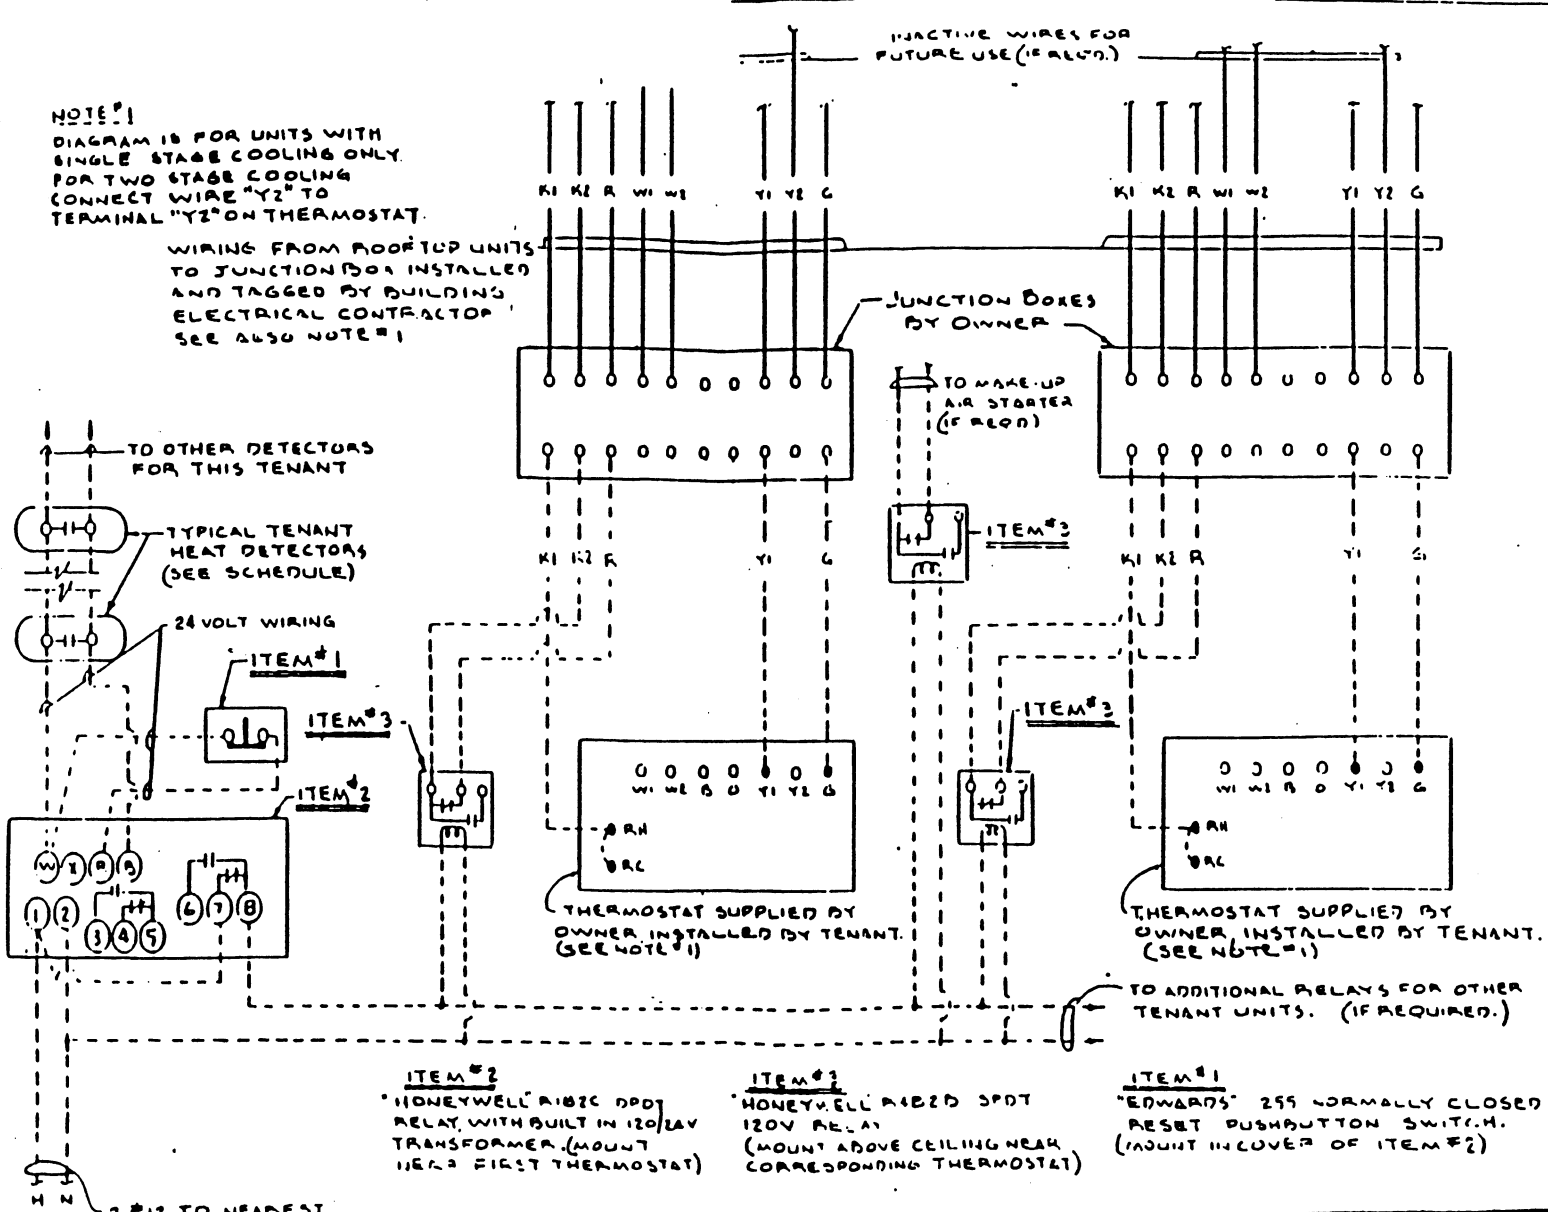 INACTIVE WIRES FOR
FUTURE USE (IF REQ'D.)
NOTE #1
DIAGRAM IS FOR UNITS WITH
SINGLE STAGE COOLING ONLY.
FOR TWO STAGE COOLING
CONNECT WIRE "Y2" TO
TERMINAL "Y2" ON THERMOSTAT.
K1 K2 R W1 W2 Y1 Y2 G
K1 K2 R W1 W2 Y1 Y2 G
WIRING FROM ROOFTOP UNITS
TO JUNCTION BOX INSTALLED
AND TAGGED BY BUILDING
ELECTRICAL CONTRACTOR
SEE ALSO NOTE #1
JUNCTION BOXES
BY OWNER
TO MAKE-UP
AIR STARTER
(IF REQD)
TO OTHER DETECTORS
FOR THIS TENANT
TYPICAL TENANT
HEAT DETECTORS
(SEE SCHEDULE)
ITEM #3
K1 K2 R Y1 G
K1 K2 R Y1 G
24 VOLT WIRING
ITEM #1
ITEM #3
ITEM #3
ITEM #2
W1 W2 B O Y1 Y2 G
RH
RC
W1 W2 B O Y1 Y2 G
RH
RC
W X R B
1 2 3 4 5 6 7 8
THERMOSTAT SUPPLIED BY
OWNER, INSTALLED BY TENANT.
(SEE NOTE #1)
THERMOSTAT SUPPLIED BY
OWNER, INSTALLED BY TENANT.
(SEE NOTE #1)
TO ADDITIONAL RELAYS FOR OTHER
TENANT UNITS. (IF REQUIRED.)
ITEM #2
"HONEYWELL" R182C DPDT
RELAY, WITH BUILT IN 120/24V
TRANSFORMER. (MOUNT
NEAR FIRST THERMOSTAT)
ITEM #3
"HONEYWELL" R482B SPDT
120V RELAY
(MOUNT ABOVE CEILING NEAR
CORRESPONDING THERMOSTAT)
ITEM #1
"EDWARDS" 255 NORMALLY CLOSED
RESET PUSHBUTTON SWITCH.
(MOUNT IN COVER OF ITEM #2)
H N
2 #12 TO NEAREST